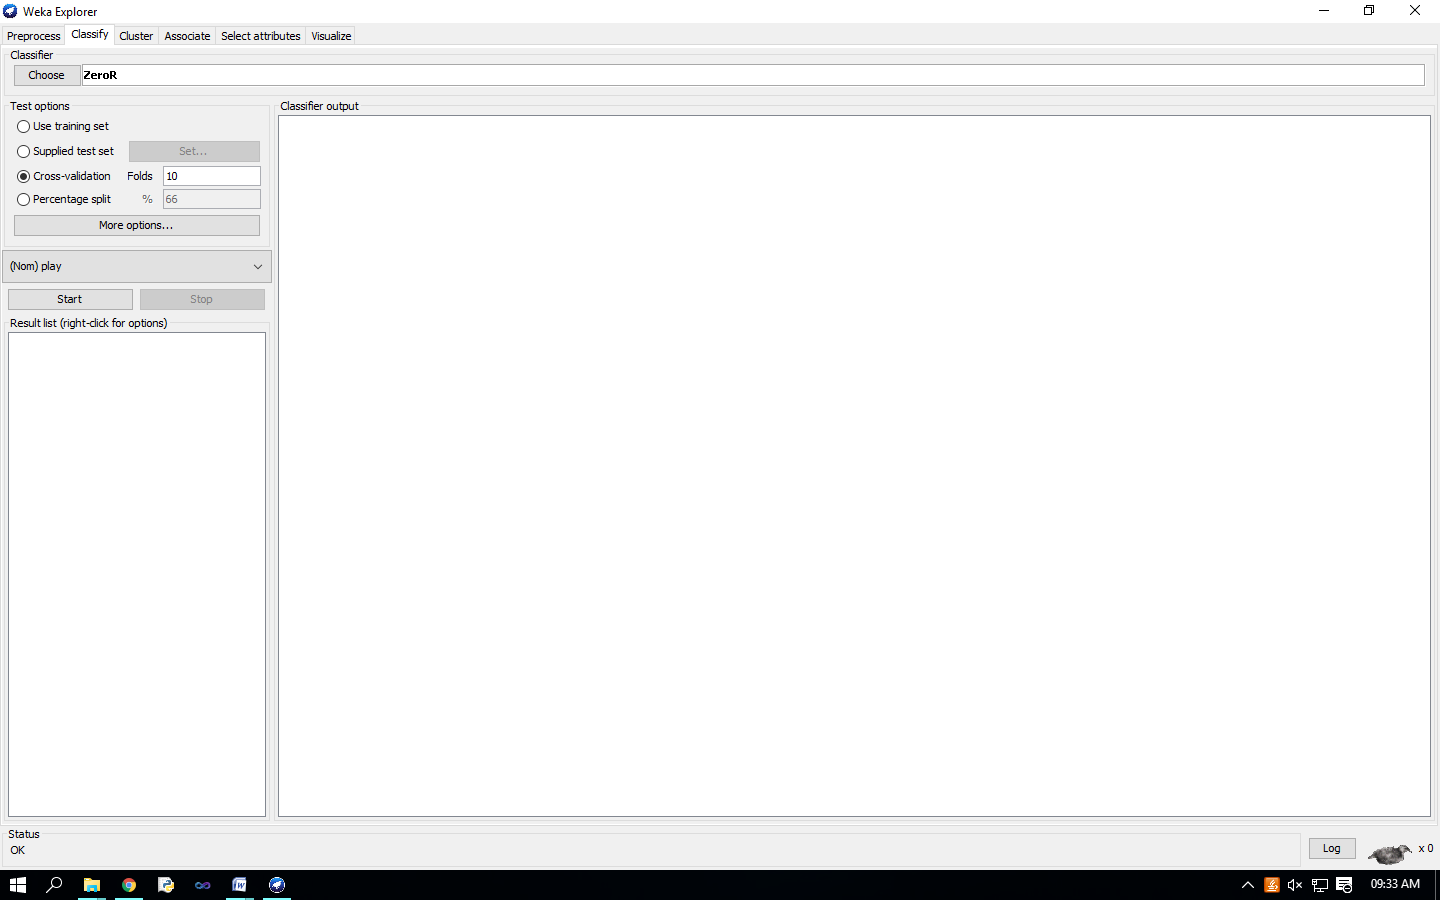 Weka Explorer
Preprocess Classify Cluster Associate Select attributes Visualize
Classifier
Choose ZeroR
Test options
Use training set
Supplied test set Set...
Cross-validation Folds 10
Percentage split % 66
More options...
(Nom) play
Start Stop
Result list (right-click for options)
Classifier output
Status
OK
Log x 0
09:33 AM